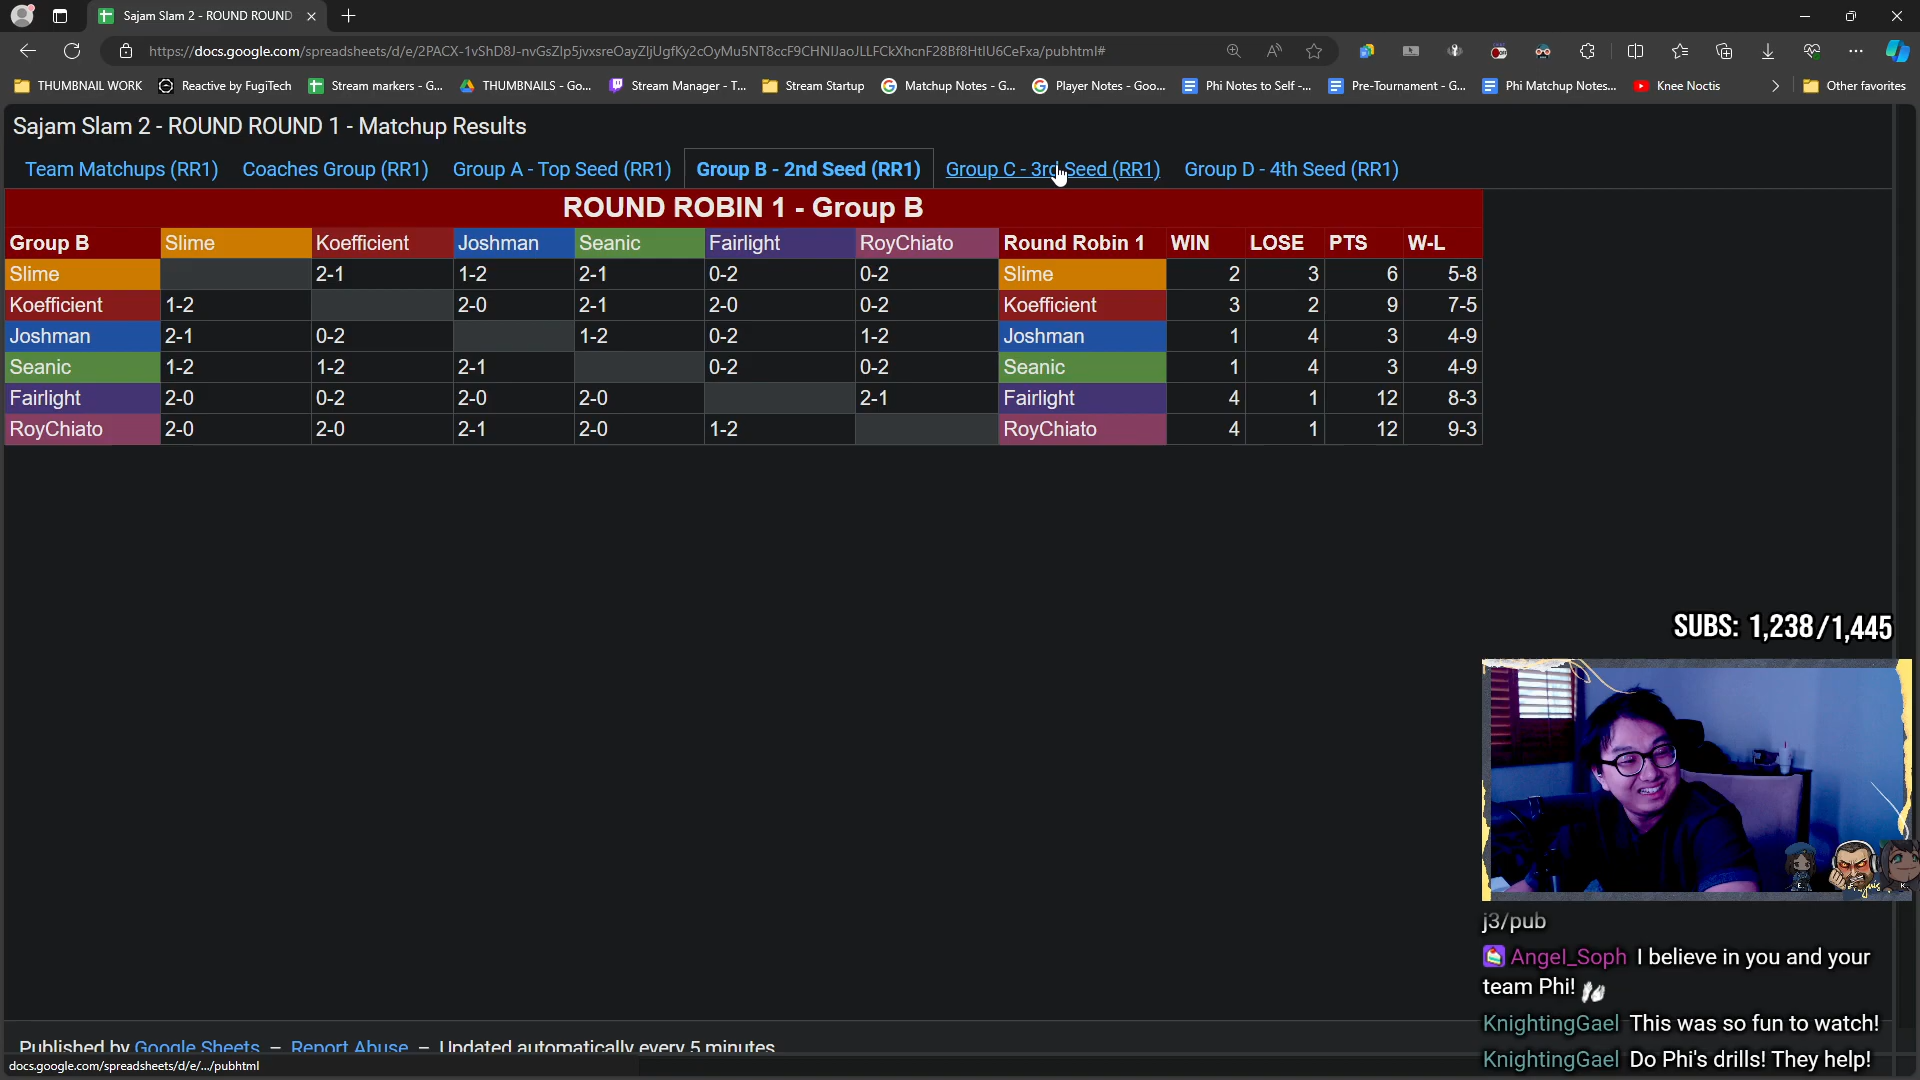 Sajam Slam 2 - ROUND ROUND
https://docs.google.com/spreadsheets/d/e/2PACX-1vShD8J-nvGsZlp5jvxsreOayZljUgfKy2cOyMu5NT8ccF9CHNIJaoJLLFCkXhcnF28Bf8HtIU6CeFxa/pubhtml#
THUMBNAIL WORK Reactive by FugiTech Stream markers - G... THUMBNAILS - Go... Stream Manager - T... Stream Startup Matchup Notes - G... Player Notes - Goo... Phi Notes to Self -... Pre-Tournament - G... Phi Matchup Notes... Knee Noctis Other favorites
Sajam Slam 2 - ROUND ROUND 1 - Matchup Results
Team Matchups (RR1) Coaches Group (RR1) Group A - Top Seed (RR1) Group B - 2nd Seed (RR1) Group C - 3rd Seed (RR1) Group D - 4th Seed (RR1)
ROUND ROBIN 1 - Group B
Group B Slime Koefficient Joshman Seanic Fairlight RoyChiato Round Robin 1 WIN LOSE PTS W-L
Slime 2-1 1-2 2-1 0-2 0-2 Slime 2 3 6 5-8
Koefficient 1-2 2-0 2-1 2-0 0-2 Koefficient 3 2 9 7-5
Joshman 2-1 0-2 1-2 0-2 1-2 Joshman 1 4 3 4-9
Seanic 1-2 1-2 2-1 0-2 0-2 Seanic 1 4 3 4-9
Fairlight 2-0 0-2 2-0 2-0 2-1 Fairlight 4 1 12 8-3
RoyChiato 2-0 2-0 2-1 2-0 1-2 RoyChiato 4 1 12 9-3
SUBS: 1,238/1,445
j3/pub
Angel_Soph I believe in you and your
team Phi!
KnightingGael This was so fun to watch!
KnightingGael Do Phi's drills! They help!
Published by Google Sheets – Report Abuse – Updated automatically every 5 minutes
docs.google.com/spreadsheets/d/e/.../pubhtml